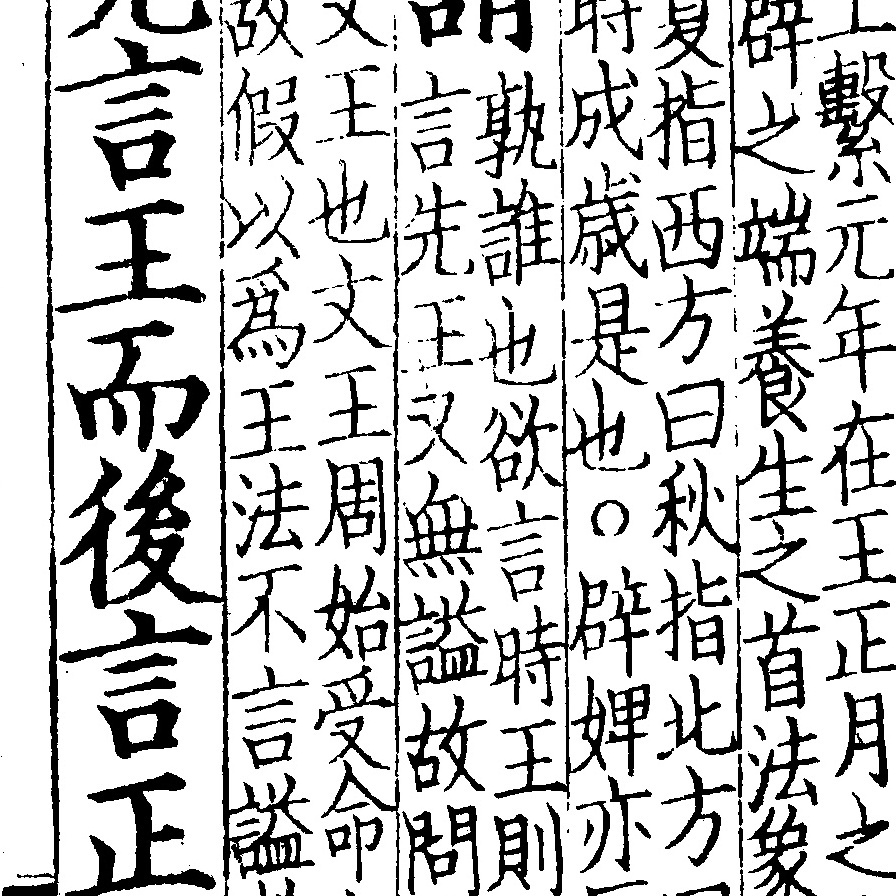 上繫元年在王正月之
辟之端養生之首法象
夏指西方曰秋指北方
時成歲是也○辟婢亦
謂
孰誰也欲言時王則
言先王又無謚故問
文王也文王周始受命
故假以爲王法不言謚
先言王而後言正